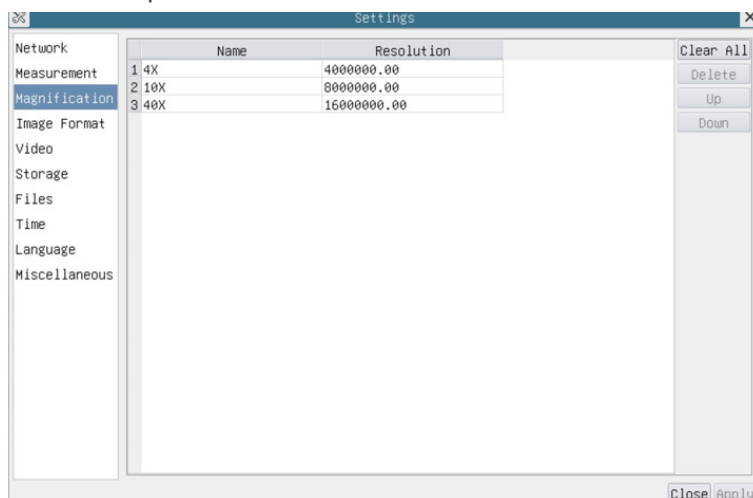 Settings
Network
Measurement
Magnification
Image Format
Video
Storage
Files
Time
Language
Miscellaneous
Name Resolution
1 4X 4000000.00
2 10X 8000000.00
3 40X 16000000.00
Clear All
Delete
Up
Down
Close Apply